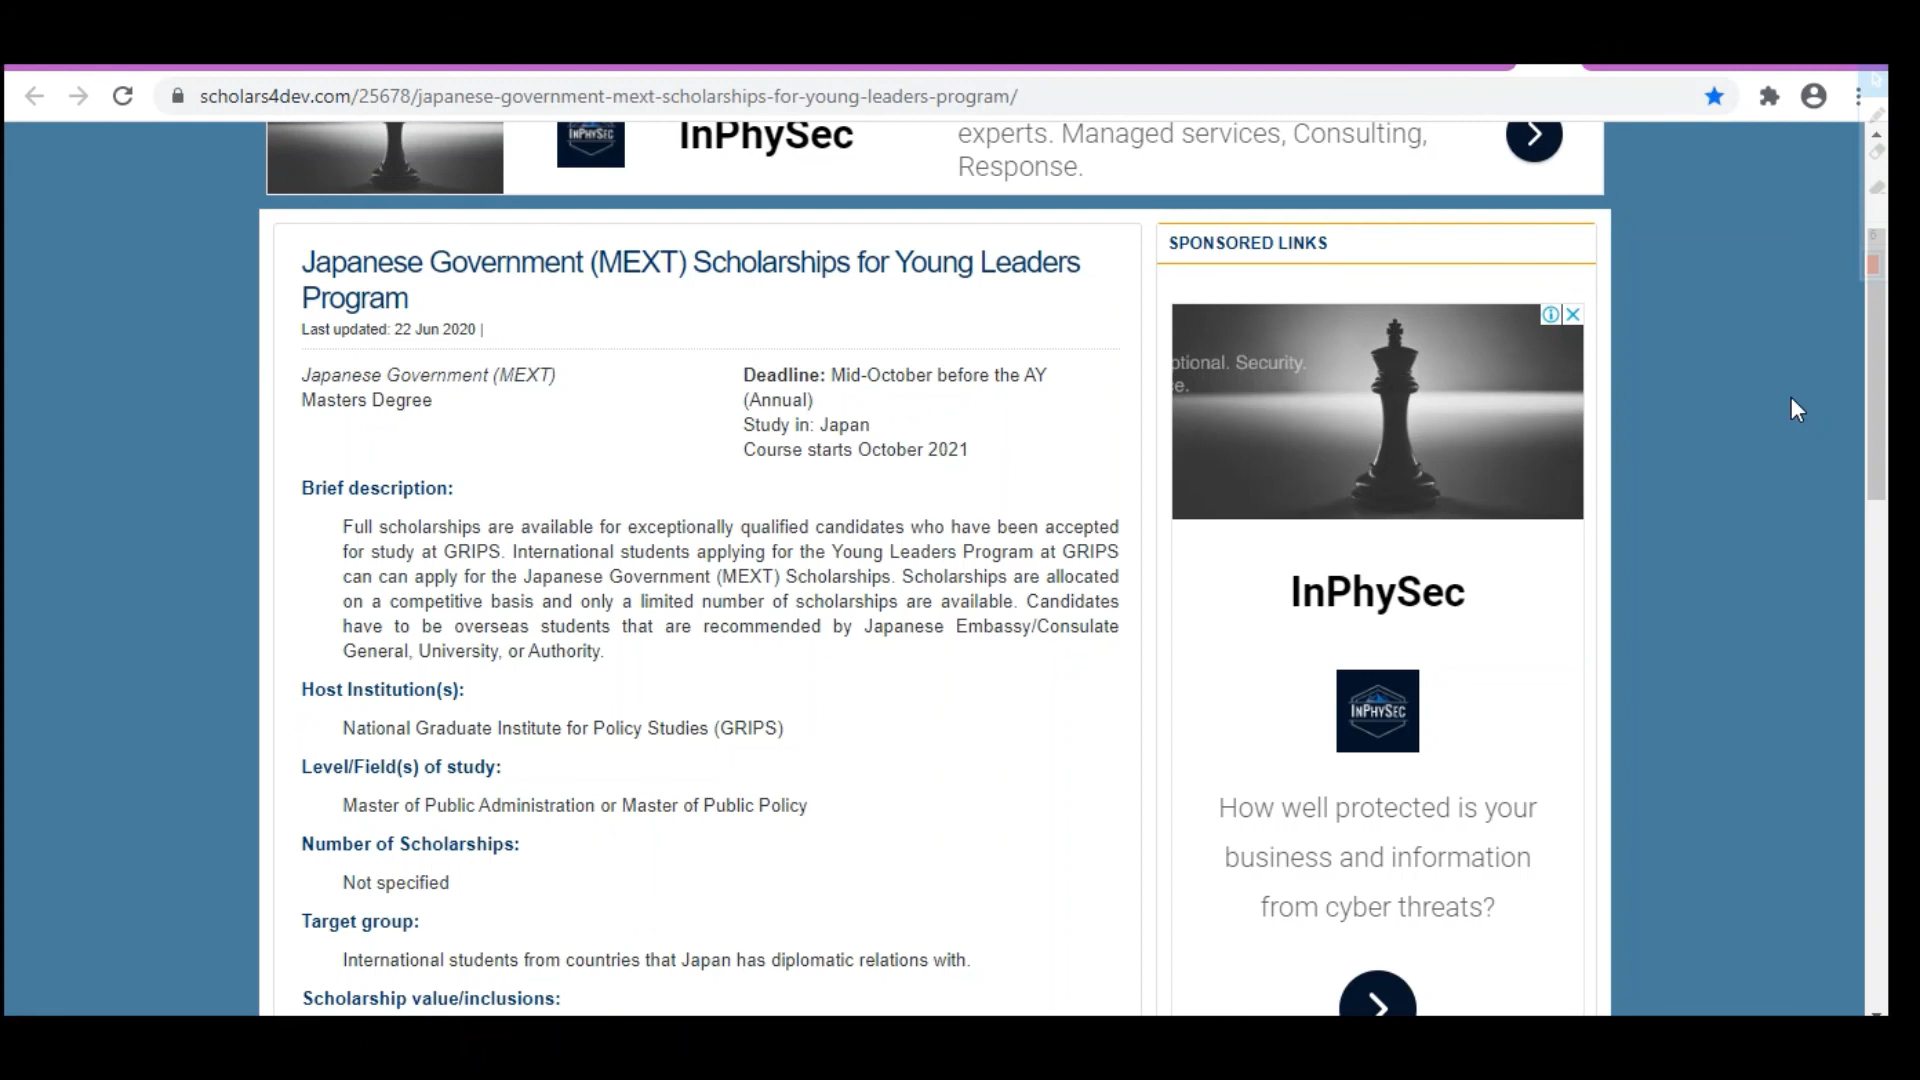 scholars4dev.com/25678/japanese-government-mext-scholarships-for-young-leaders-program/
INPHYSEC
InPhySec
experts. Managed services, Consulting,
Response.
Japanese Government (MEXT) Scholarships for Young Leaders
Program
Last updated: 22 Jun 2020 |
Japanese Government (MEXT)
Masters Degree
Deadline: Mid-October before the AY
(Annual)
Study in: Japan
Course starts October 2021
Brief description:
Full scholarships are available for exceptionally qualified candidates who have been accepted
for study at GRIPS. International students applying for the Young Leaders Program at GRIPS
can can apply for the Japanese Government (MEXT) Scholarships. Scholarships are allocated
on a competitive basis and only a limited number of scholarships are available. Candidates
have to be overseas students that are recommended by Japanese Embassy/Consulate
General, University, or Authority.
Host Institution(s):
National Graduate Institute for Policy Studies (GRIPS)
Level/Field(s) of study:
Master of Public Administration or Master of Public Policy
Number of Scholarships:
Not specified
Target group:
International students from countries that Japan has diplomatic relations with.
Scholarship value/inclusions:
SPONSORED LINKS
ptional. Security.
ce.
InPhySec
INPHYSEC
How well protected is your
business and information
from cyber threats?
6